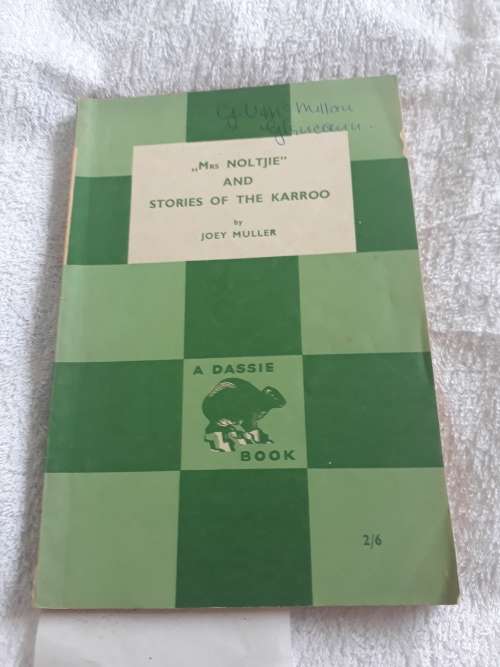 „MRS NOLTJIE”
AND
STORIES OF THE KARROO
by
JOEY MULLER
A DASSIE
BOOK
2/6